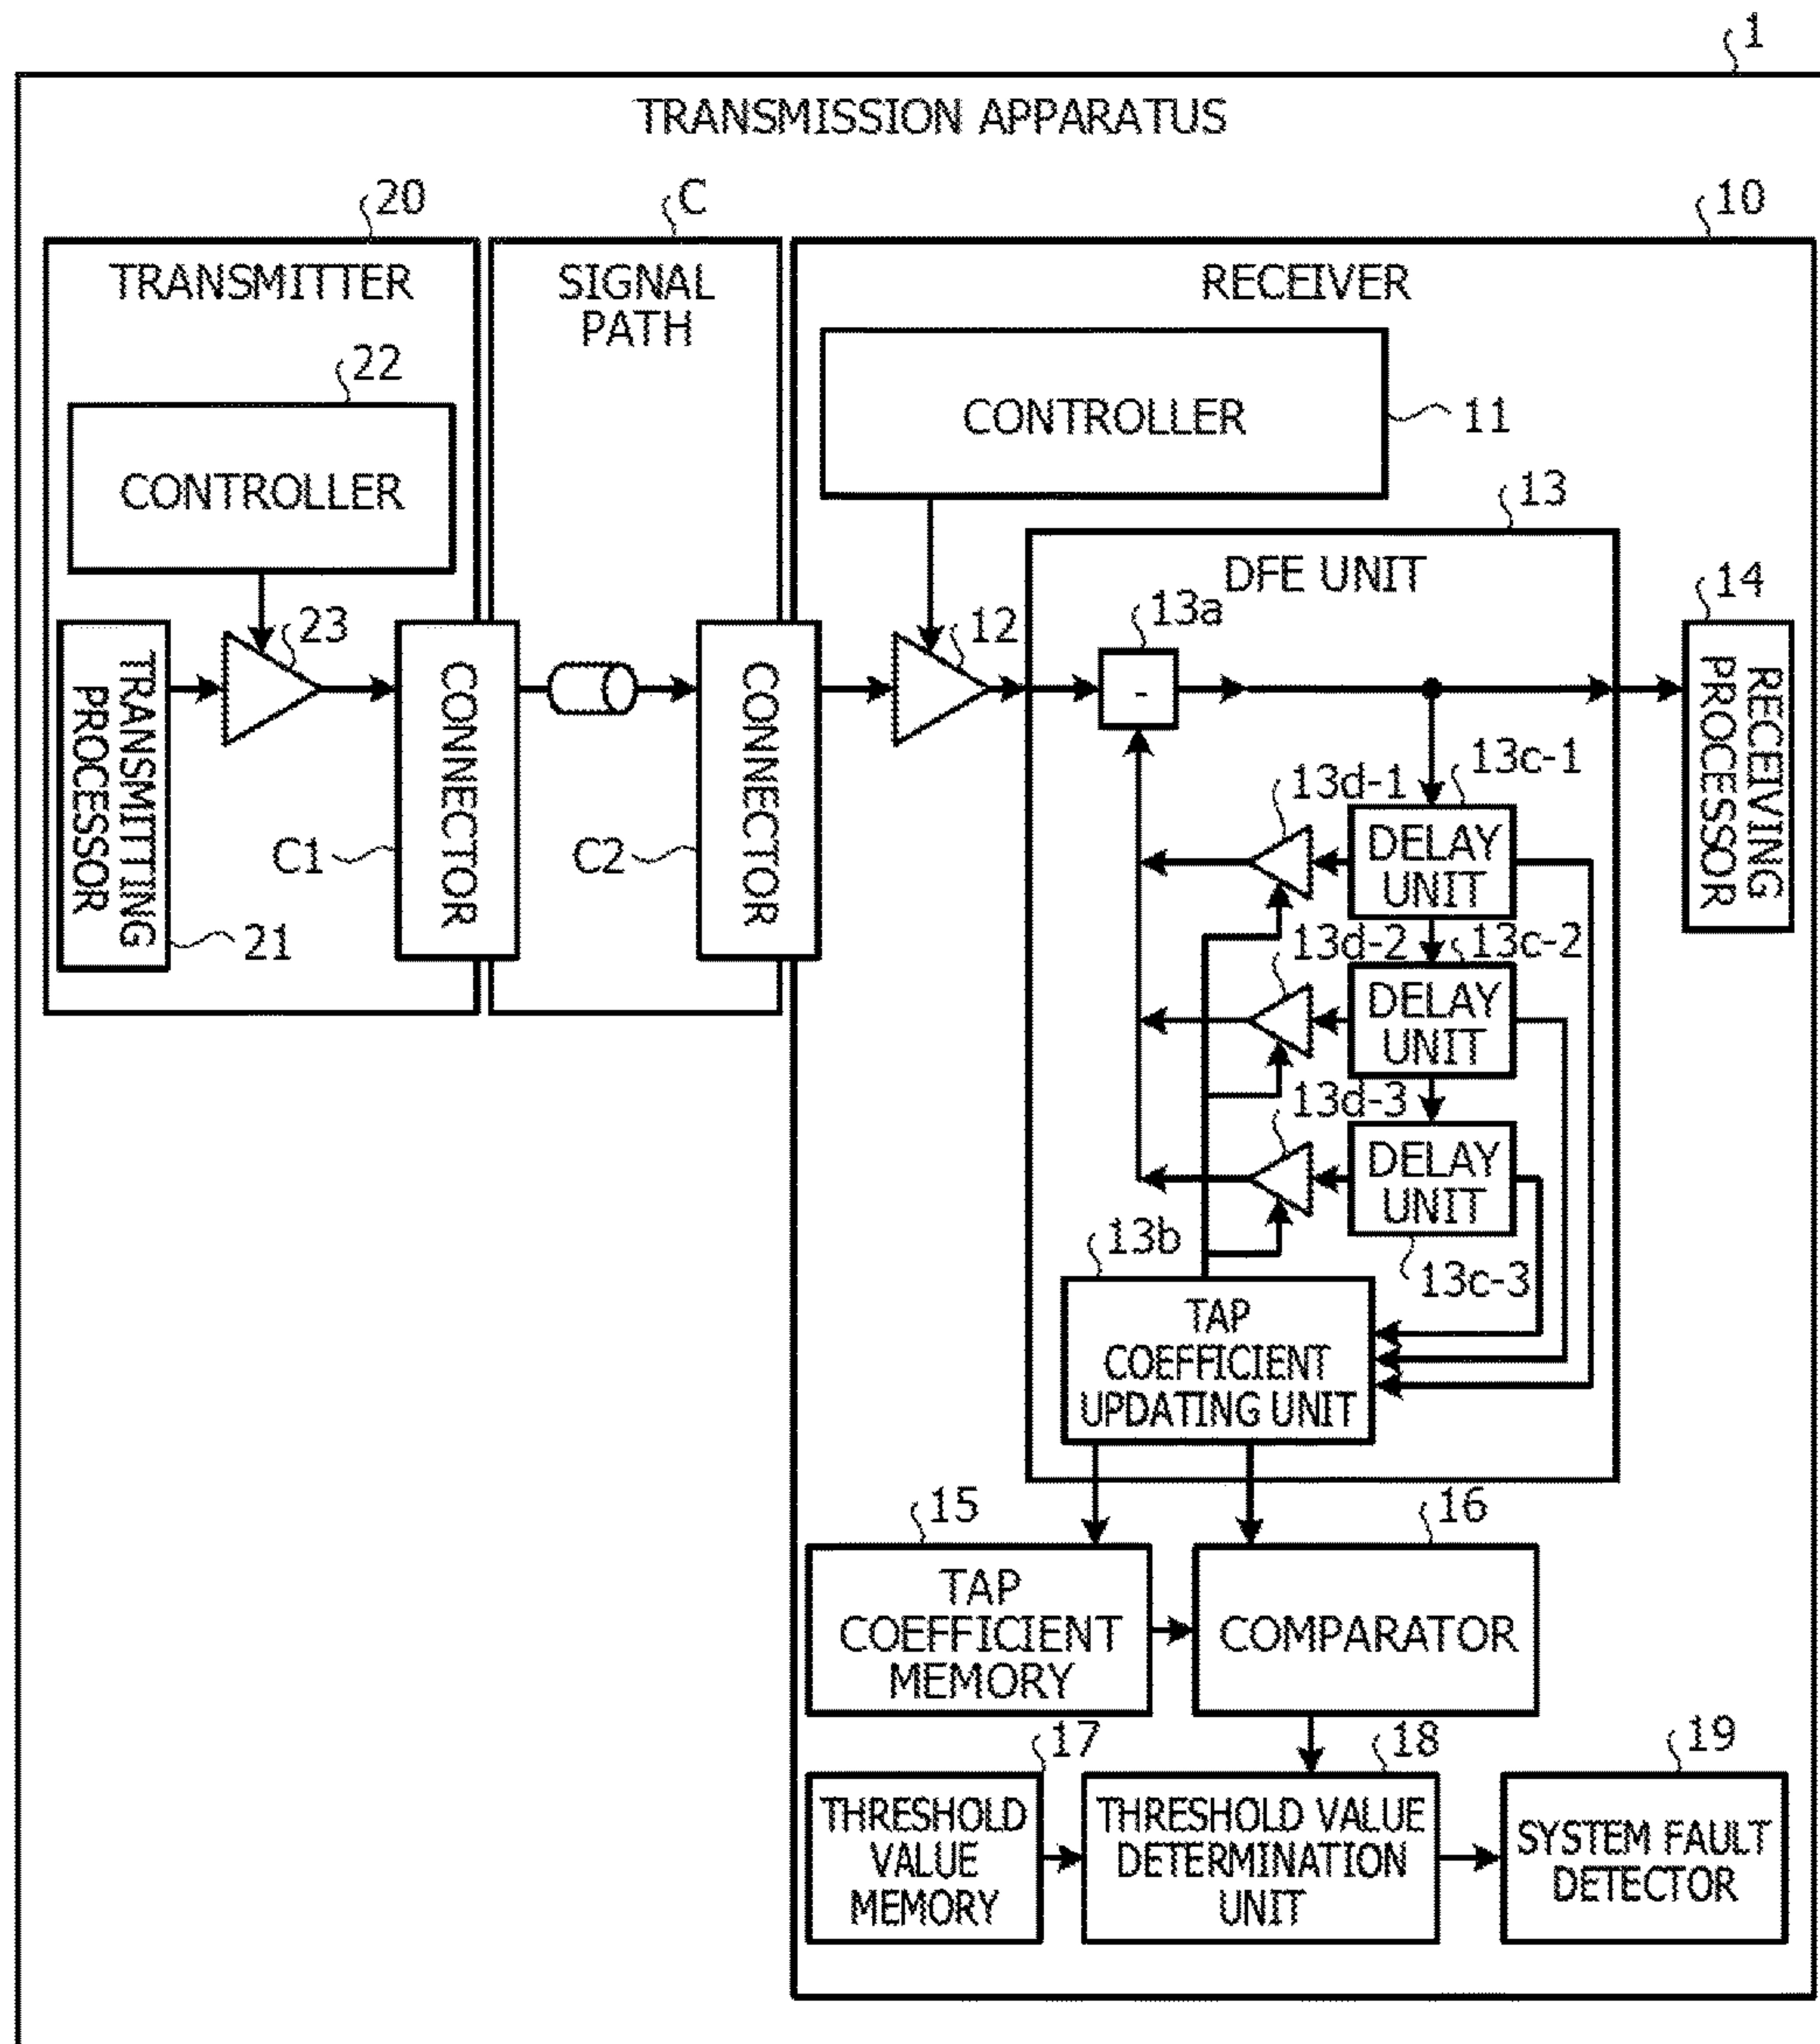 1
TRANSMISSION APPARATUS
20
C
10
TRANSMITTER
SIGNAL
PATH
RECEIVER
22
CONTROLLER
CONTROLLER
11
13
DFE UNIT
23
12
13a
14
TRANSMITTING
PROCESSOR
21
CONNECTOR
C1
CONNECTOR
C2
-
RECEIVING
PROCESSOR
13c-1
13d-1
DELAY
UNIT
13d-2
13c-2
DELAY
UNIT
13d-3
DELAY
UNIT
13b
13c-3
TAP
COEFFICIENT
UPDATING UNIT
15
16
TAP
COEFFICIENT
MEMORY
COMPARATOR
17
18
19
THRESHOLD
VALUE
MEMORY
THRESHOLD VALUE
DETERMINATION
UNIT
SYSTEM FAULT
DETECTOR